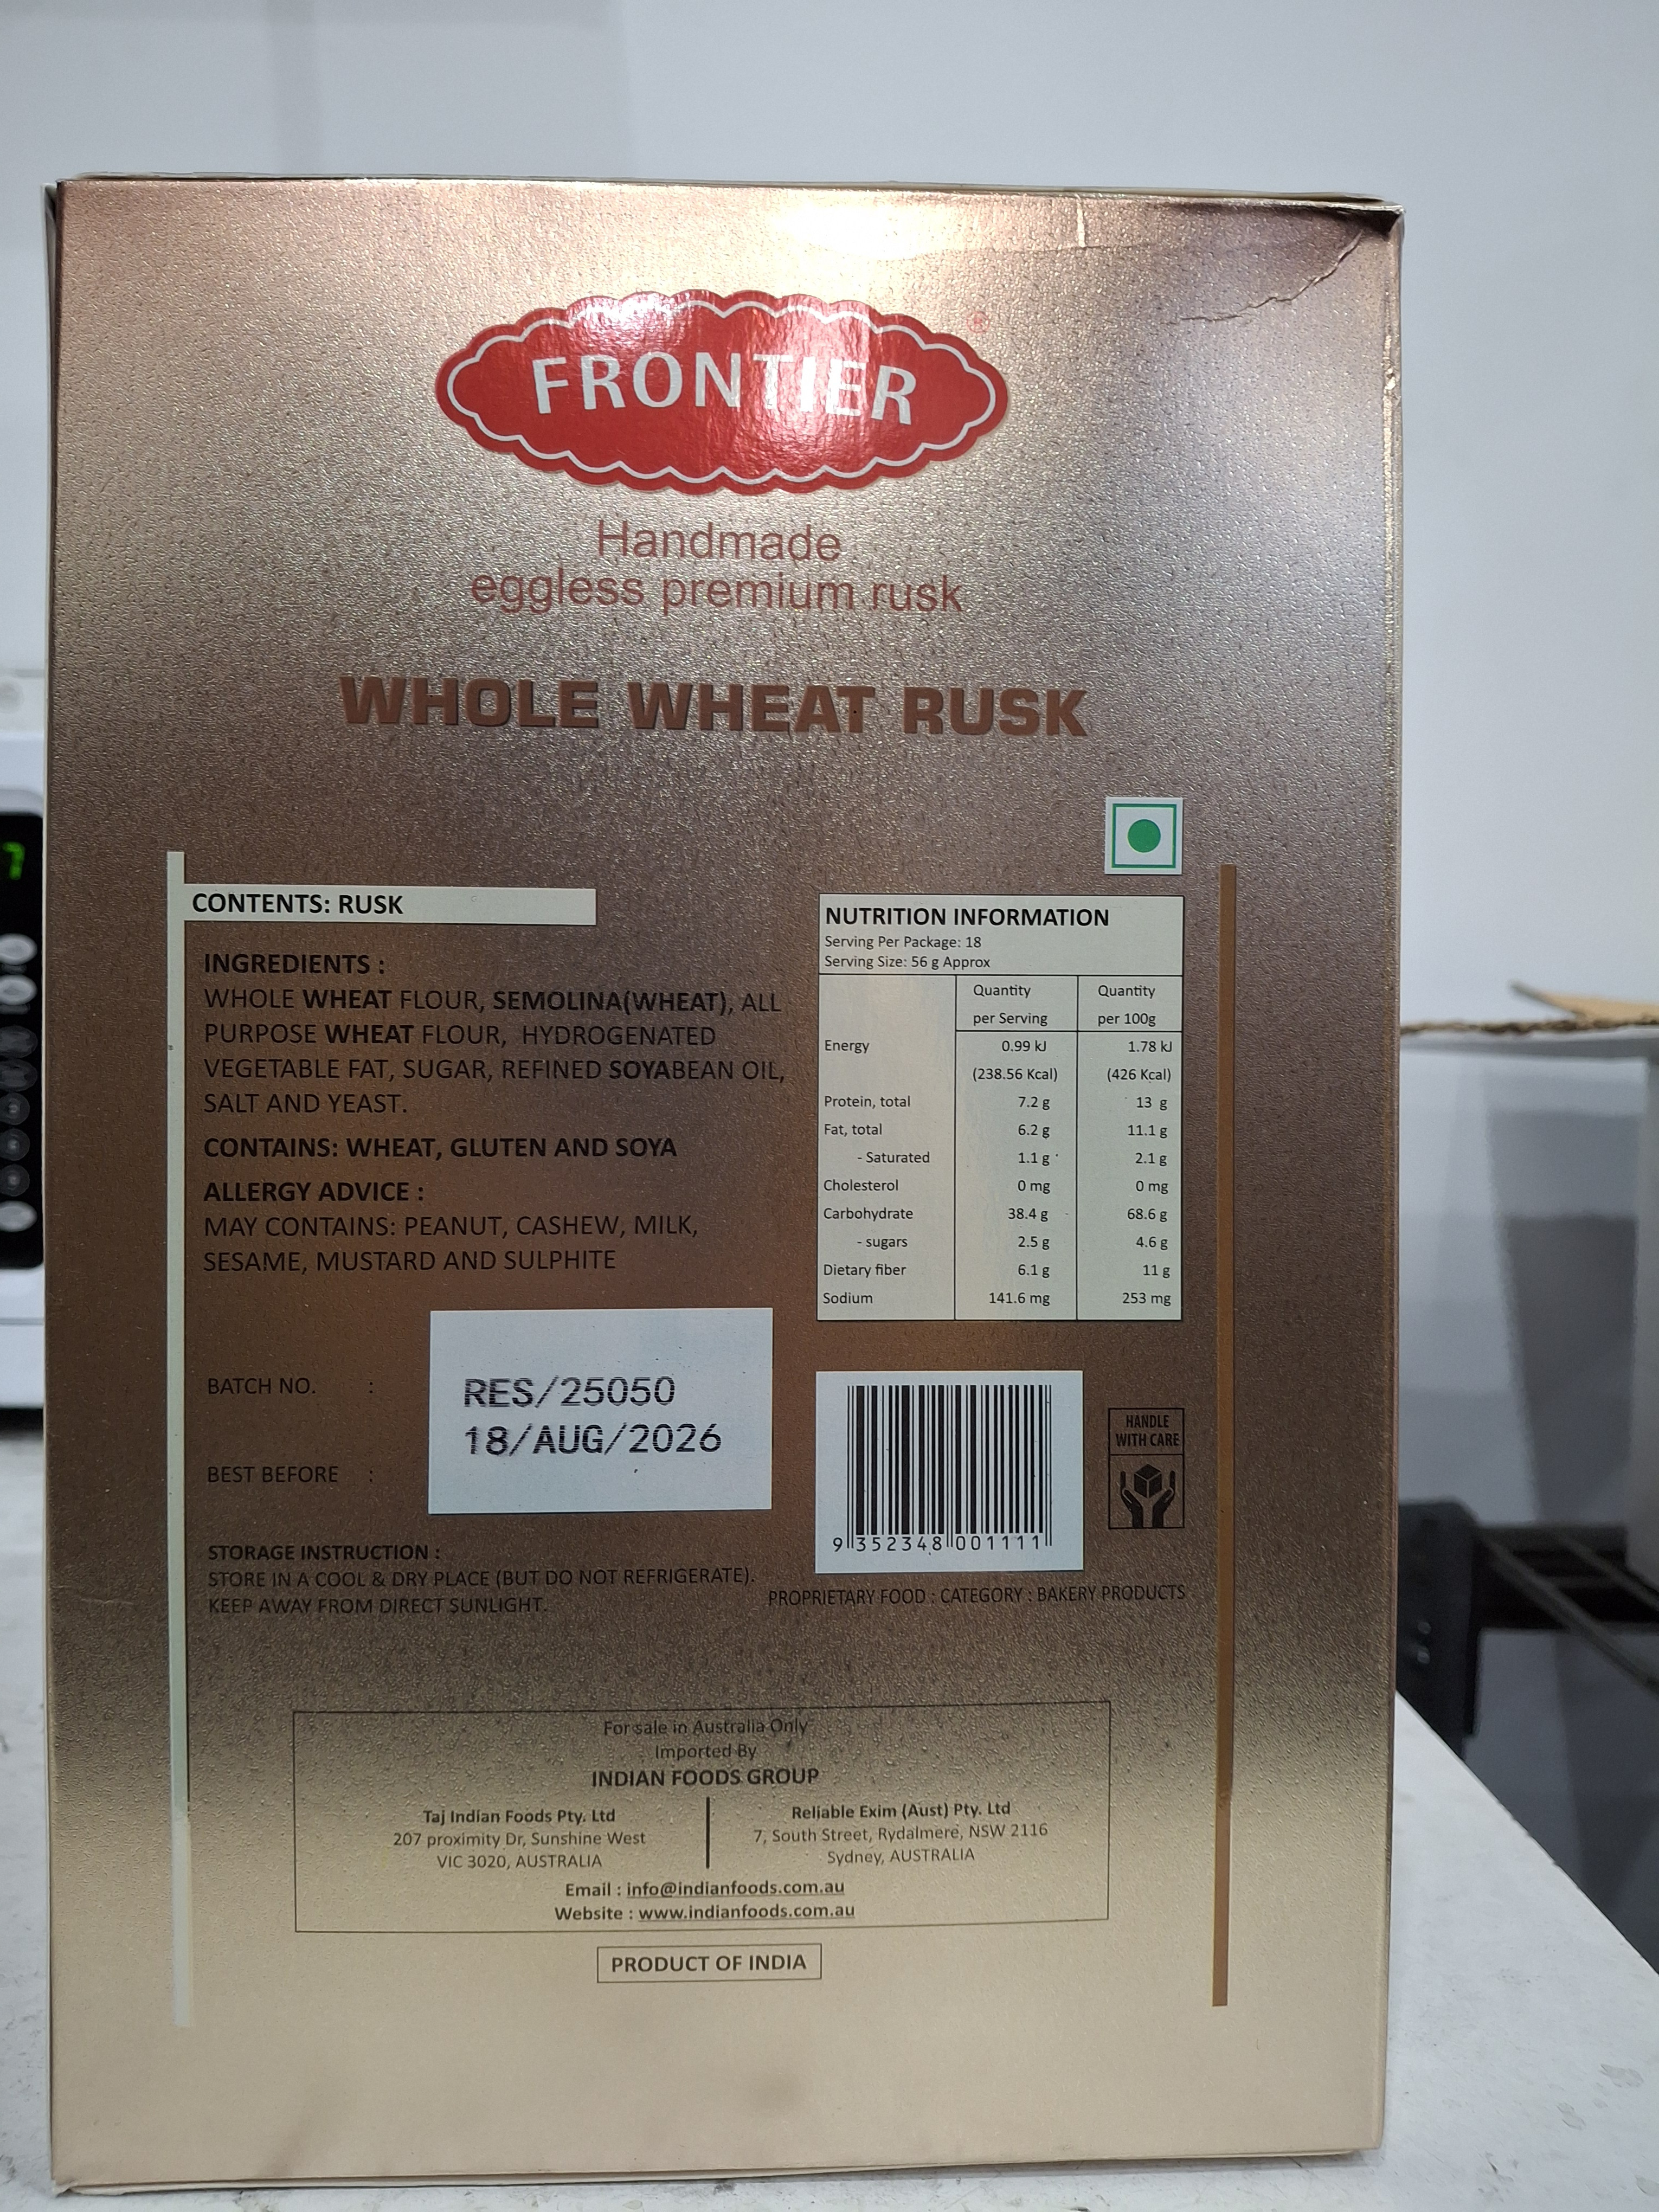 FRONTIER
®
Handmade
eggless premium rusk
WHOLE WHEAT RUSK
CONTENTS: RUSK
INGREDIENTS :
WHOLE WHEAT FLOUR, SEMOLINA(WHEAT), ALL
PURPOSE WHEAT FLOUR, HYDROGENATED
VEGETABLE FAT, SUGAR, REFINED SOYABEAN OIL,
SALT AND YEAST.
CONTAINS: WHEAT, GLUTEN AND SOYA
ALLERGY ADVICE :
MAY CONTAINS: PEANUT, CASHEW, MILK,
SESAME, MUSTARD AND SULPHITE
NUTRITION INFORMATION
Serving Per Package: 18
Serving Size: 56 g Approx
Quantity per Serving Quantity per 100g
Energy 0.99 kJ 1.78 kJ
(238.56 Kcal) (426 Kcal)
Protein, total 7.2 g 13 g
Fat, total 6.2 g 11.1 g
- Saturated 1.1 g 2.1 g
Cholesterol 0 mg 0 mg
Carbohydrate 38.4 g 68.6 g
- sugars 2.5 g 4.6 g
Dietary fiber 6.1 g 11 g
Sodium 141.6 mg 253 mg
BATCH NO. : RES/25050
18/AUG/2026
BEST BEFORE :
9 352348 001111
HANDLE
WITH CARE
STORAGE INSTRUCTION :
STORE IN A COOL & DRY PLACE (BUT DO NOT REFRIGERATE).
KEEP AWAY FROM DIRECT SUNLIGHT.
PROPRIETARY FOOD : CATEGORY : BAKERY PRODUCTS
For sale in Australia Only
Imported By
INDIAN FOODS GROUP
Taj Indian Foods Pty. Ltd
207 proximity Dr, Sunshine West
VIC 3020, AUSTRALIA
Reliable Exim (Aust) Pty. Ltd
7, South Street, Rydalmere, NSW 2116
Sydney, AUSTRALIA
Email : info@indianfoods.com.au
Website : www.indianfoods.com.au
PRODUCT OF INDIA
7